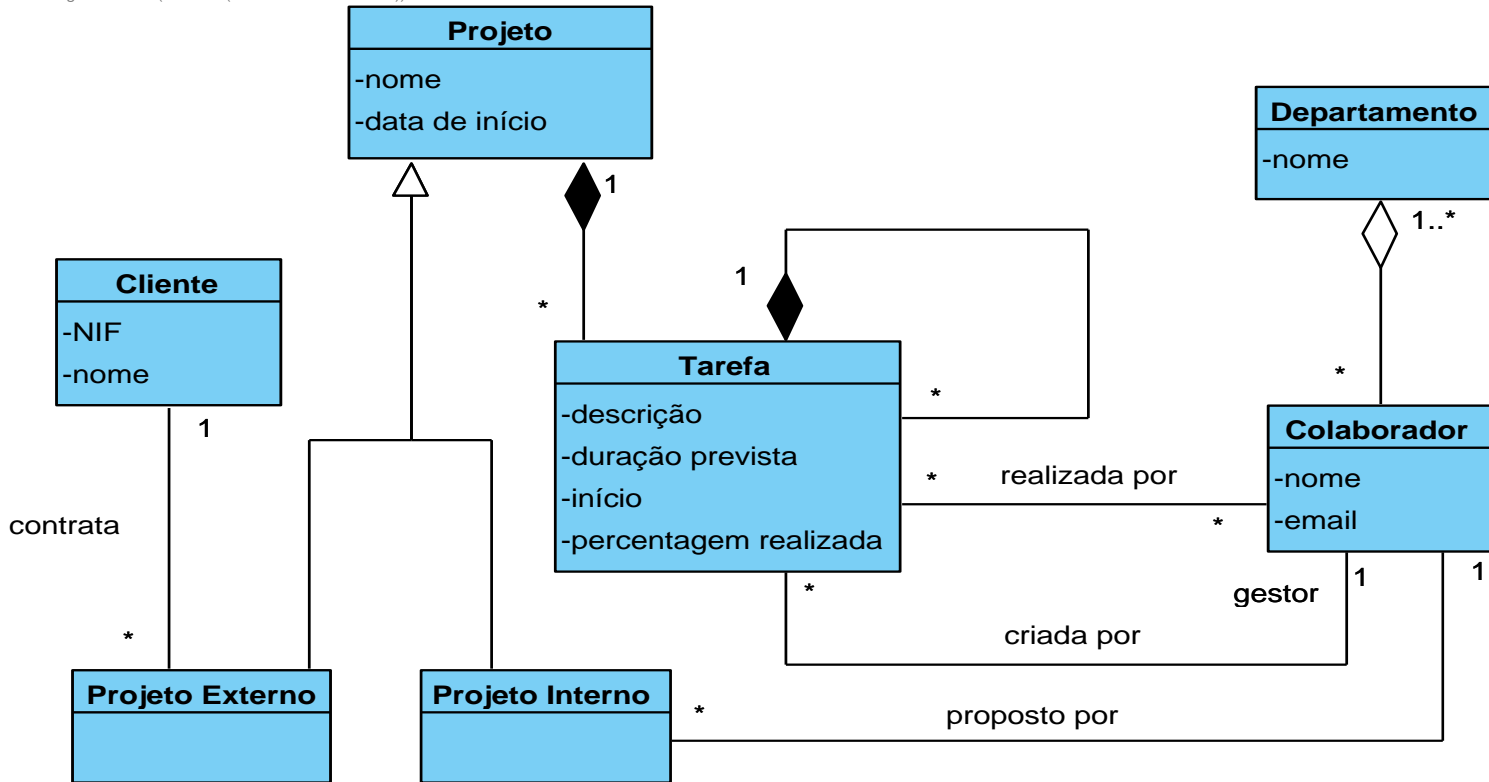 Projeto
-nome
-data de início
Departamento
-nome
1
1..*
Cliente
-NIF
-nome
1
*
1
*
Tarefa
-descrição
-duração prevista
-início
-percentagem realizada
*
*
realizada por
*
Colaborador
-nome
-email
contrata
*
*
gestor
1
1
criada por
Projeto Externo
Projeto Interno
*
proposto por